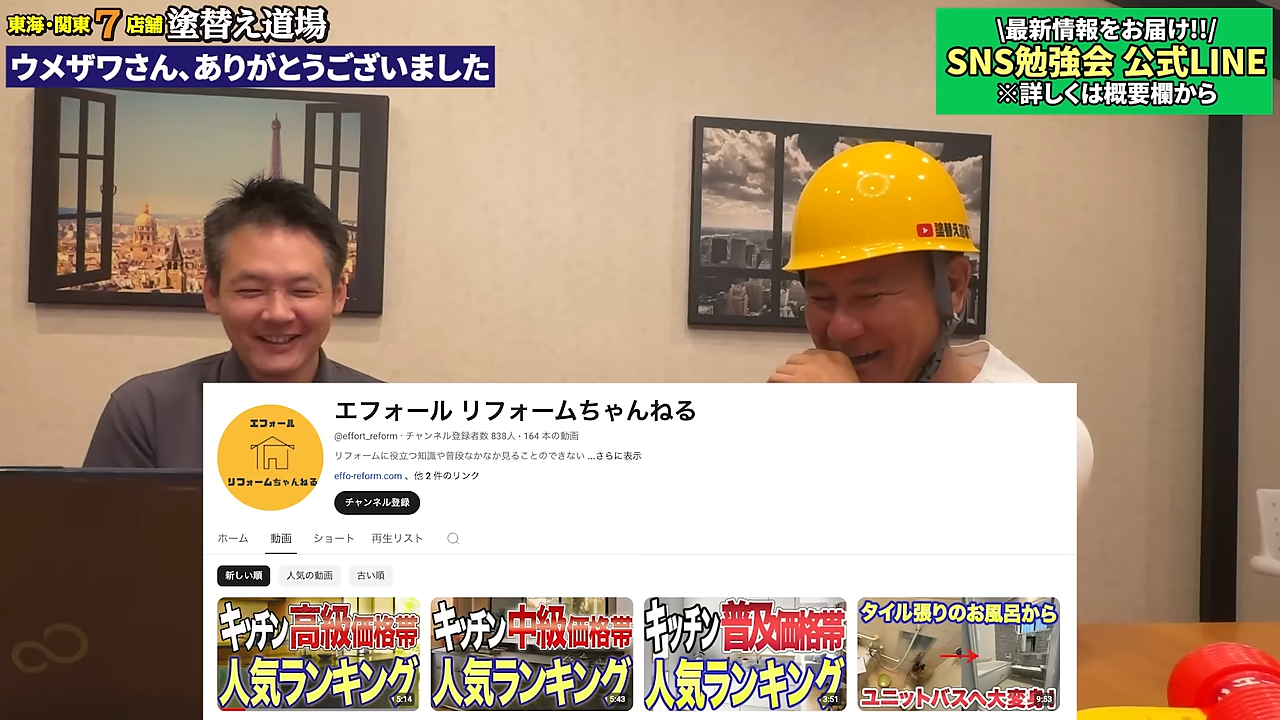 東海・関東7店舗塗替え道場
ウメザワさん、ありがとうございました
\最新情報をお届け!!/
SNS勉強会 公式LINE
※詳しくは概要欄から
エフォール
リフォームちゃんねる
エフォール リフォームちゃんねる
@effort_reform・チャンネル登録者数 838人・164 本の動画
リフォームに役立つ知識や普段なかなか見ることのできない ...さらに表示
effo-reform.com 、他 2 件のリンク
チャンネル登録
ホーム 動画 ショート 再生リスト
新しい順 人気の動画 古い順
キッチン高級価格帯
人気ランキング
5:14
キッチン中級価格帯
人気ランキング
5:43
キッチン普及価格帯
人気ランキング
3:51
タイル張りのお風呂から
ユニットバスへ大変身!
9:53